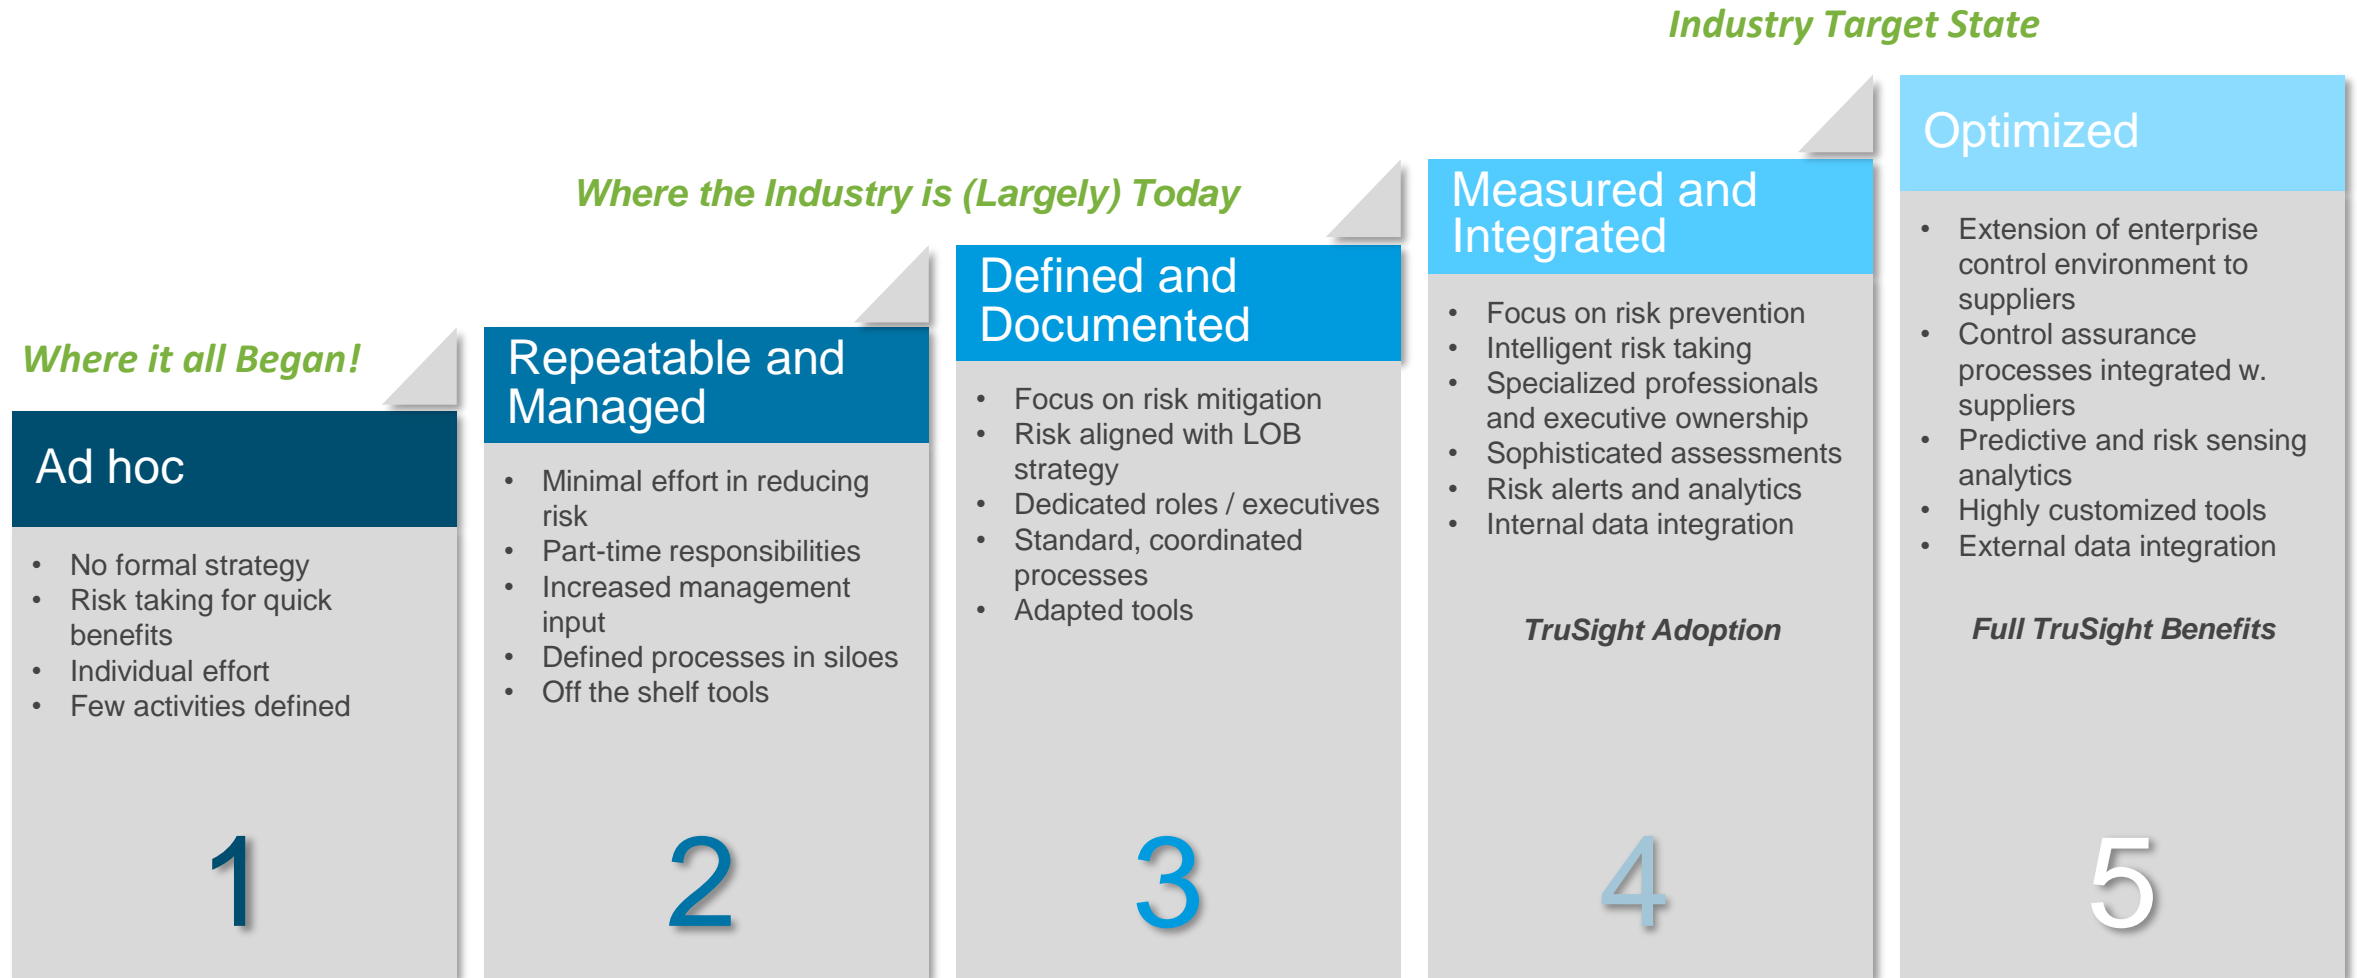 Industry Target State
Where the Industry is (Largely) Today
Where it all Began!
Ad hoc
• No formal strategy
• Risk taking for quick
benefits
• Individual effort
• Few activities defined
1
Repeatable and
Managed
• Minimal effort in reducing
risk
• Part-time responsibilities
• Increased management
input
• Defined processes in siloes
• Off the shelf tools
2
Defined and
Documented
• Focus on risk mitigation
• Risk aligned with LOB
strategy
• Dedicated roles / executives
• Standard, coordinated
processes
• Adapted tools
3
Measured and
Integrated
• Focus on risk prevention
• Intelligent risk taking
• Specialized professionals
and executive ownership
• Sophisticated assessments
• Risk alerts and analytics
• Internal data integration
TruSight Adoption
4
Optimized
• Extension of enterprise
control environment to
suppliers
• Control assurance
processes integrated w.
suppliers
• Predictive and risk sensing
analytics
• Highly customized tools
• External data integration
Full TruSight Benefits
5